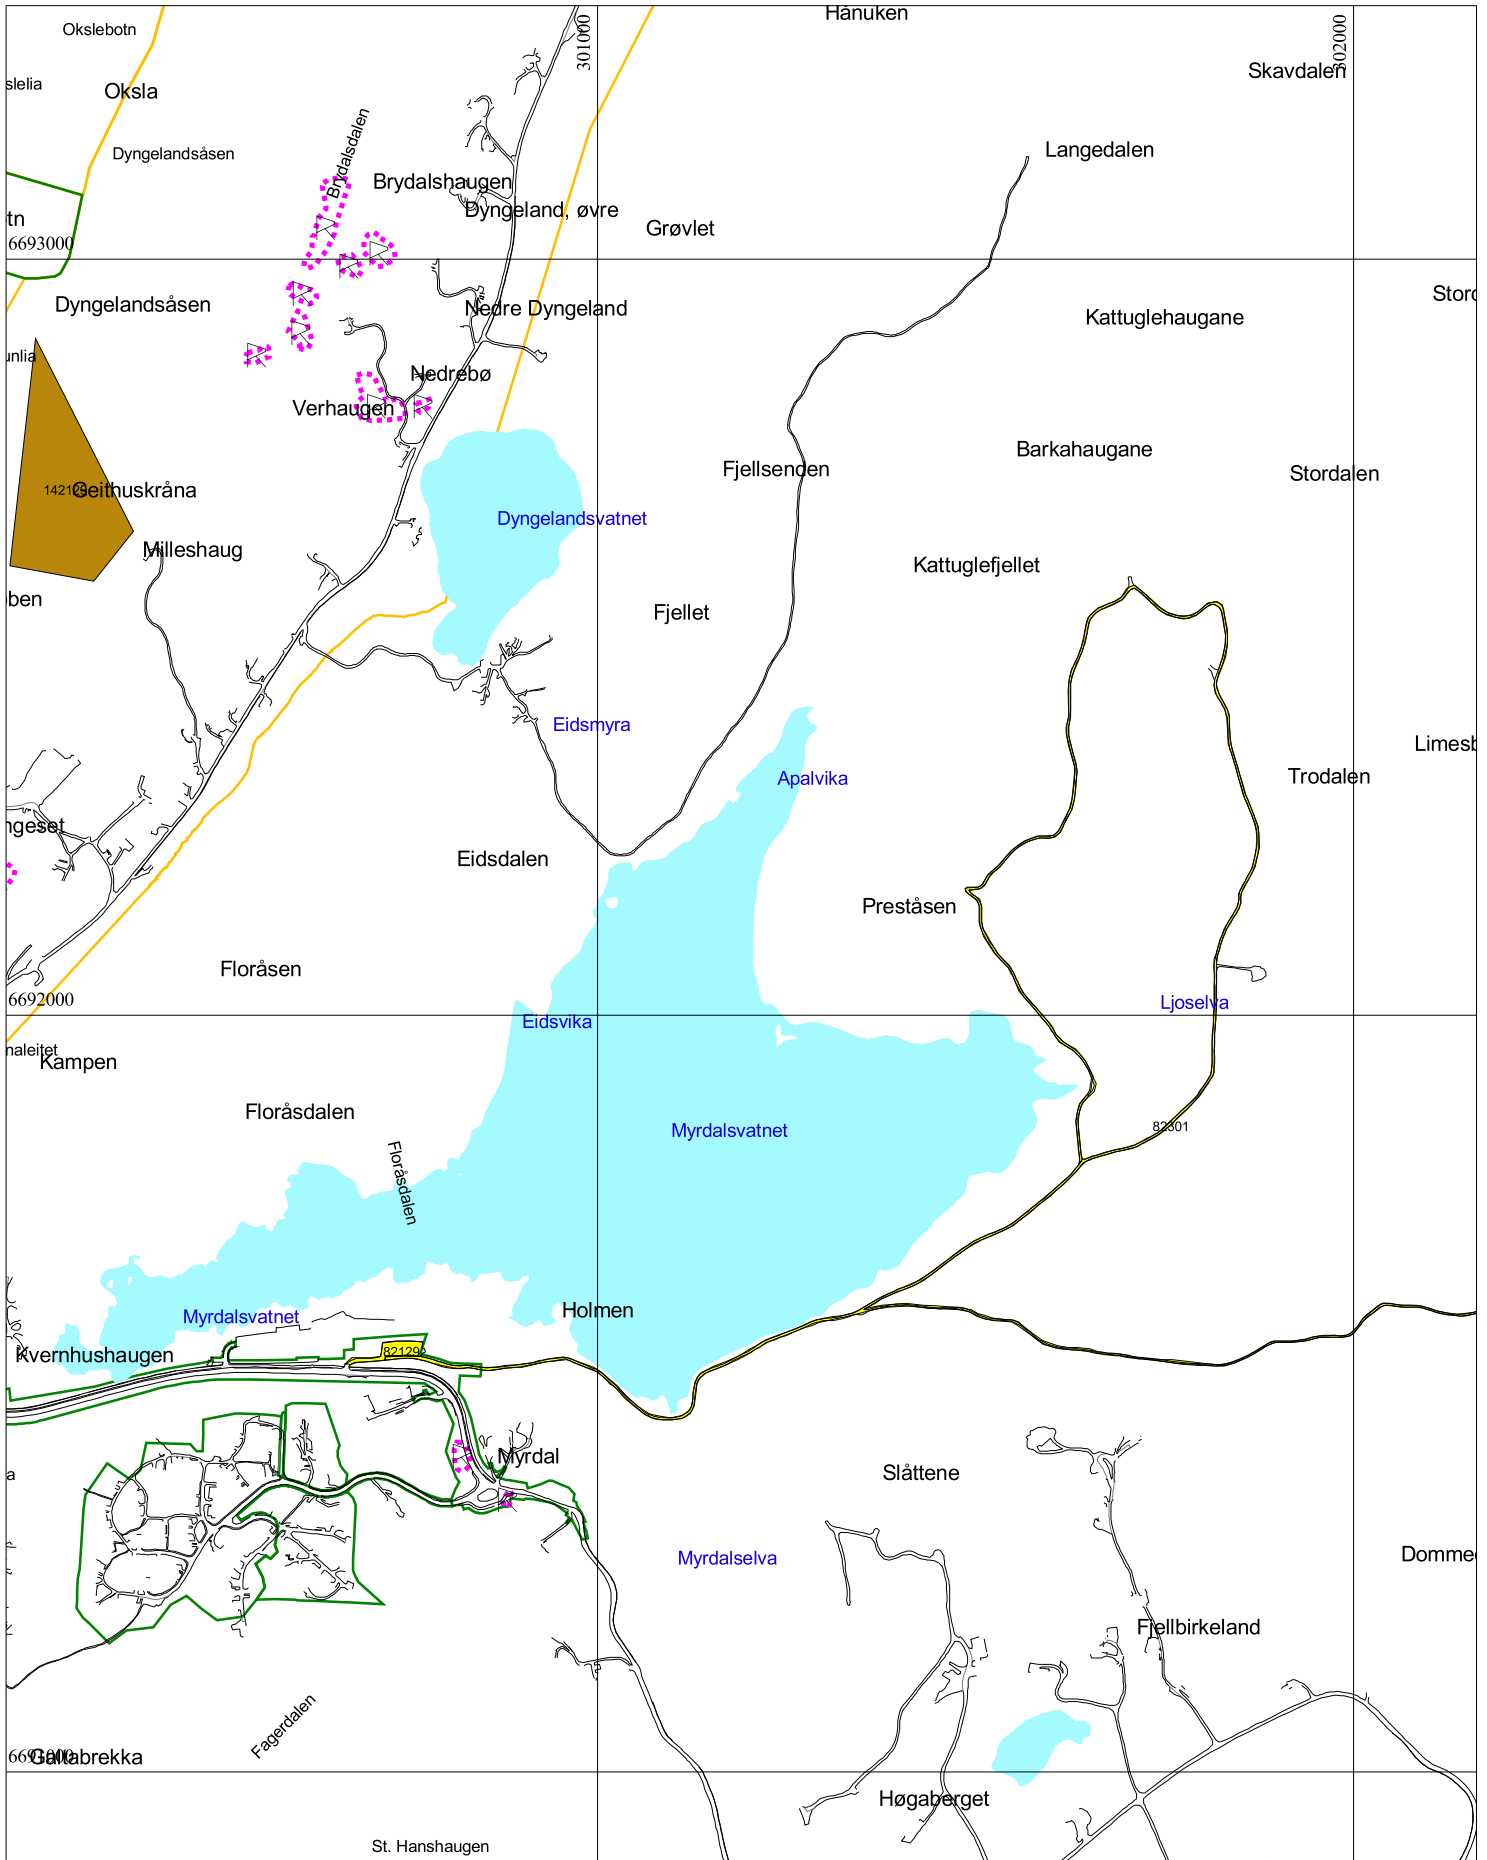 Hånuken
Okslebotn
301000
302000
Skavdalen
slelia
Oksla
Brydalsdalen
Dyngelandsåsen
Langedalen
Brydalshaugen
Dyngeland, øvre
tn
Grøvlet
6693000
Dyngelandsåsen
Nedre Dyngeland
Stord
Kattuglehaugane
unlia
Nedrebø
Verhaugen
Barkahaugane
Fjellsenden
Stordalen
Geithuskråna
Dyngelandsvatnet
Milleshaug
Kattuglefjellet
ben
Fjellet
Eidsmyra
Limesb
Apalvika
Trodalen
ngeset
Eidsdalen
Preståsen
Floråsen
6692000
Ljoselva
Eidsvika
naleitet
Kampen
Floråsdalen
82301
Myrdalsvatnet
Floråsdalen
Holmen
Myrdalsvatnet
821292
Kvernhushaugen
Myrdal
a
Slåttene
Myrdalselva
Dommed
Fjellbirkeland
Fagerdalen
6691000
Galtabrekka
Høgaberget
St. Hanshaugen